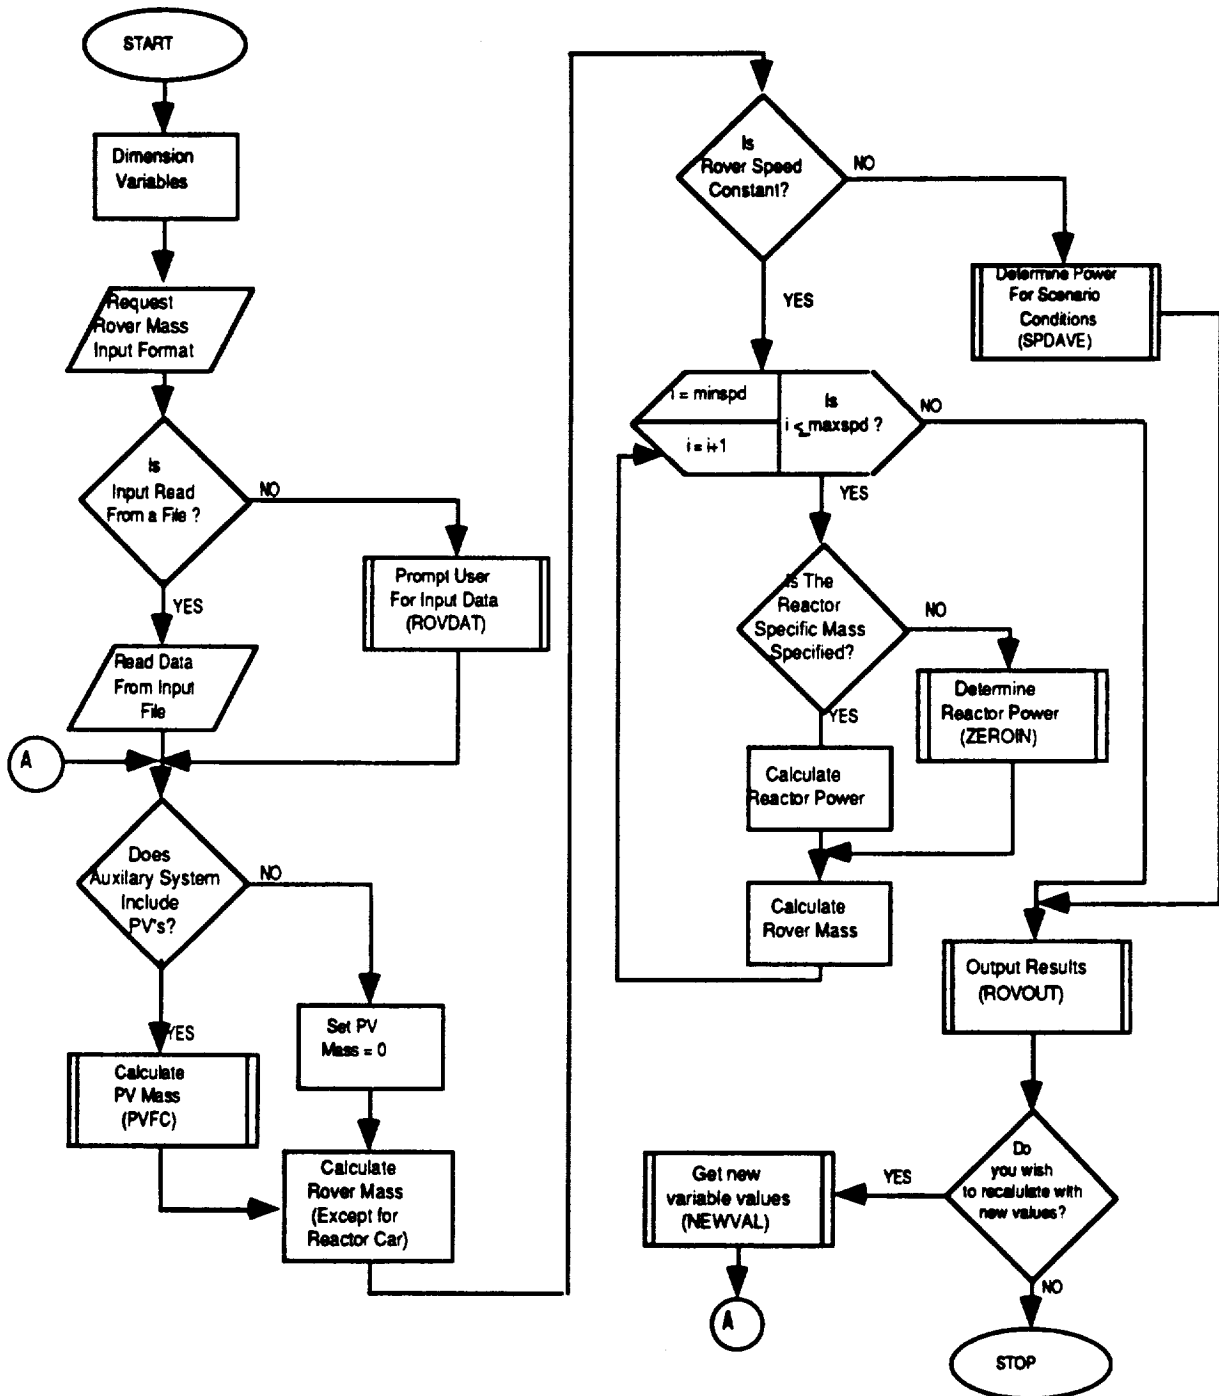 START
Dimension
Variables
Request
Rover Mass
Input Format
Is
Input Read
From a File ?
NO
YES
Prompt User
For Input Data
(ROVDAT)
Read Data
From Input
File
A
Does
Auxilary System
Include
PV's?
NO
YES
Set PV
Mass = 0
Calculate
PV Mass
(PVFC)
Calculate
Rover Mass
(Except for
Reactor Car)
Is
Rover Speed
Constant?
NO
YES
Determine Power
For Scenario
Conditions
(SPDAVE)
i = minspd
i = i+1
Is
i ≤ maxspd ?
NO
YES
Is The
Reactor
Specific Mass
Specified?
NO
YES
Determine
Reactor Power
(ZEROIN)
Calculate
Reactor Power
Calculate
Rover Mass
Output Results
(ROVOUT)
Do
you wish
to recalulate with
new values?
YES
NO
Get new
variable values
(NEWVAL)
A
STOP